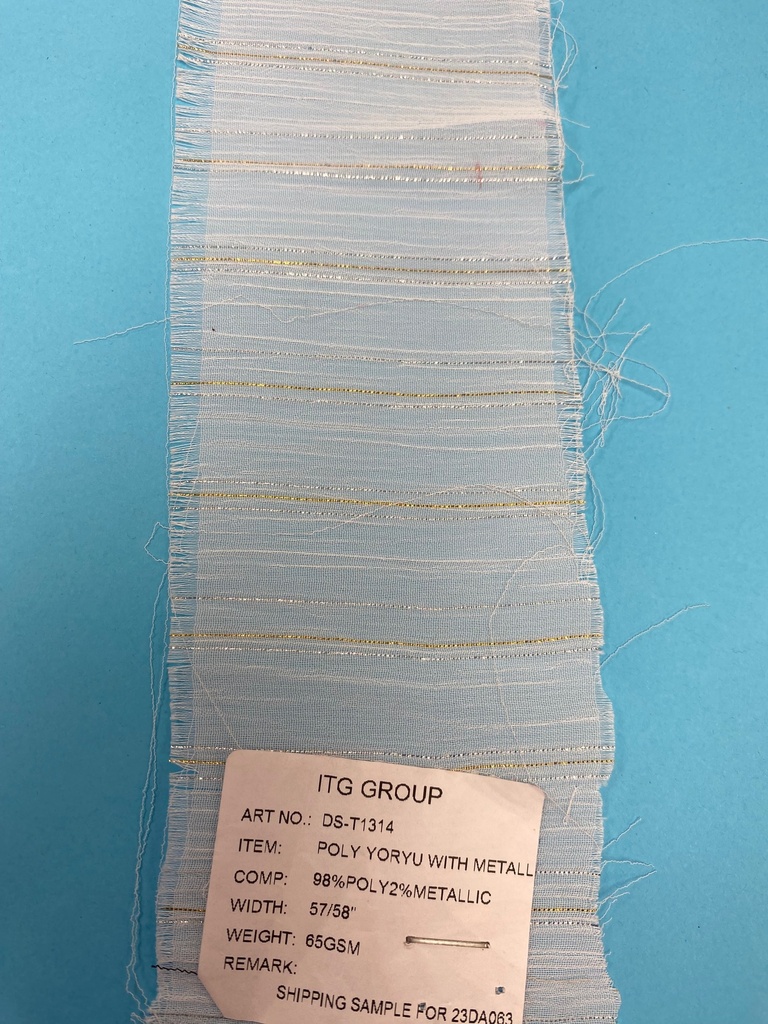 ITG GROUP
ART NO.: DS-T1314
ITEM: POLY YORYU WITH METALL
COMP: 98%POLY2%METALLIC
WIDTH: 57/58"
WEIGHT: 65GSM
REMARK:
SHIPPING SAMPLE FOR 23DA063